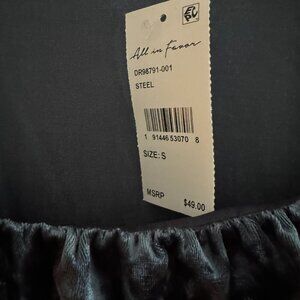 All in Favor
DR98791-001
STEEL
1 91446 53070 8
SIZE: S
MSRP
$49.00